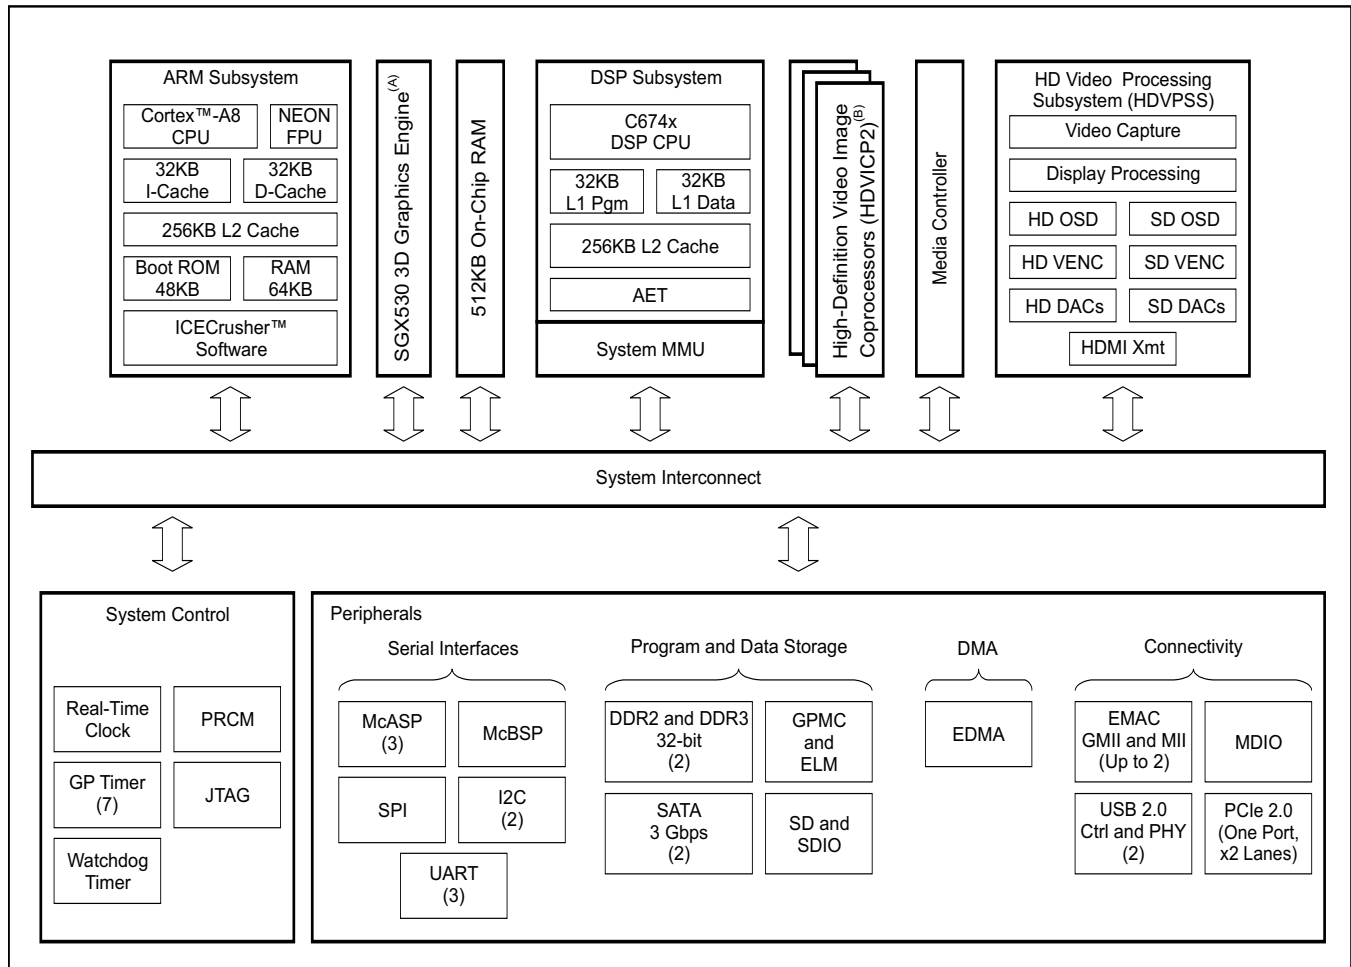 ARM Subsystem
Cortex™-A8
CPU
NEON
FPU
32KB
I-Cache
32KB
D-Cache
256KB L2 Cache
Boot ROM
48KB
RAM
64KB
ICECrusher™
Software
SGX530 3D Graphics Engine(A)
512KB On-Chip RAM
DSP Subsystem
C674x
DSP CPU
32KB
L1 Pgm
32KB
L1 Data
256KB L2 Cache
AET
System MMU
High-Definition Video Image
Coprocessors (HDVICP2)(B)
Media Controller
HD Video Processing
Subsystem (HDVPSS)
Video Capture
Display Processing
HD OSD
SD OSD
HD VENC
SD VENC
HD DACs
SD DACs
HDMI Xmt
System Interconnect
System Control
Real-Time
Clock
PRCM
GP Timer
(7)
JTAG
Watchdog
Timer
Peripherals
Serial Interfaces
McASP
(3)
McBSP
SPI
I2C
(2)
UART
(3)
Program and Data Storage
DDR2 and DDR3
32-bit
(2)
GPMC
and
ELM
SATA
3 Gbps
(2)
SD and
SDIO
DMA
EDMA
Connectivity
EMAC
GMII and MII
(Up to 2)
MDIO
USB 2.0
Ctrl and PHY
(2)
PCIe 2.0
(One Port,
x2 Lanes)